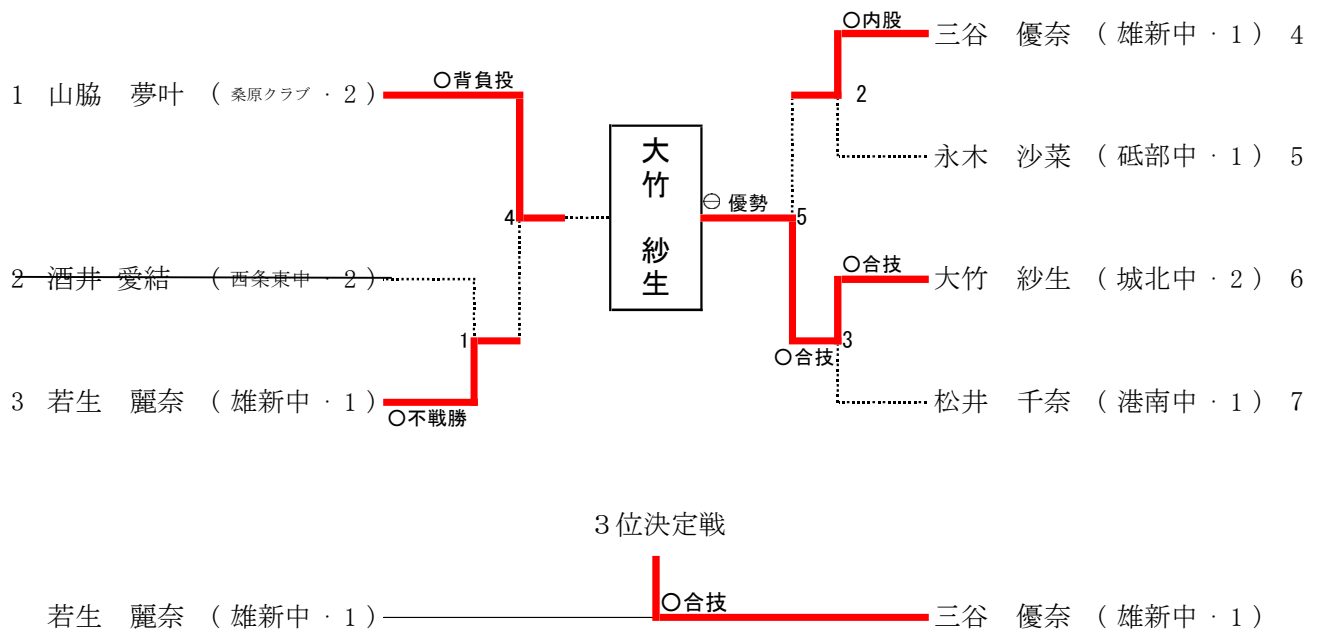 ○内股
三谷 優奈 ( 雄新中 ・ 1 ) 4
○背負投
1 山脇 夢叶 ( 桑原クラブ ・ 2 )
2
永木 沙菜 ( 砥部中 ・ 1 ) 5
大竹 紗生
㊀ 優勢
4
5
○合技
2 酒井 愛結 ( 西条東中 ・ 2 )
大竹 紗生 ( 城北中 ・ 2 ) 6
1
3
○合技
3 若生 麗奈 ( 雄新中 ・ 1 )
○不戦勝
松井 千奈 ( 港南中 ・ 1 ) 7
3位決定戦
○合技
若生 麗奈 ( 雄新中 ・ 1 )
三谷 優奈 ( 雄新中 ・ 1 )